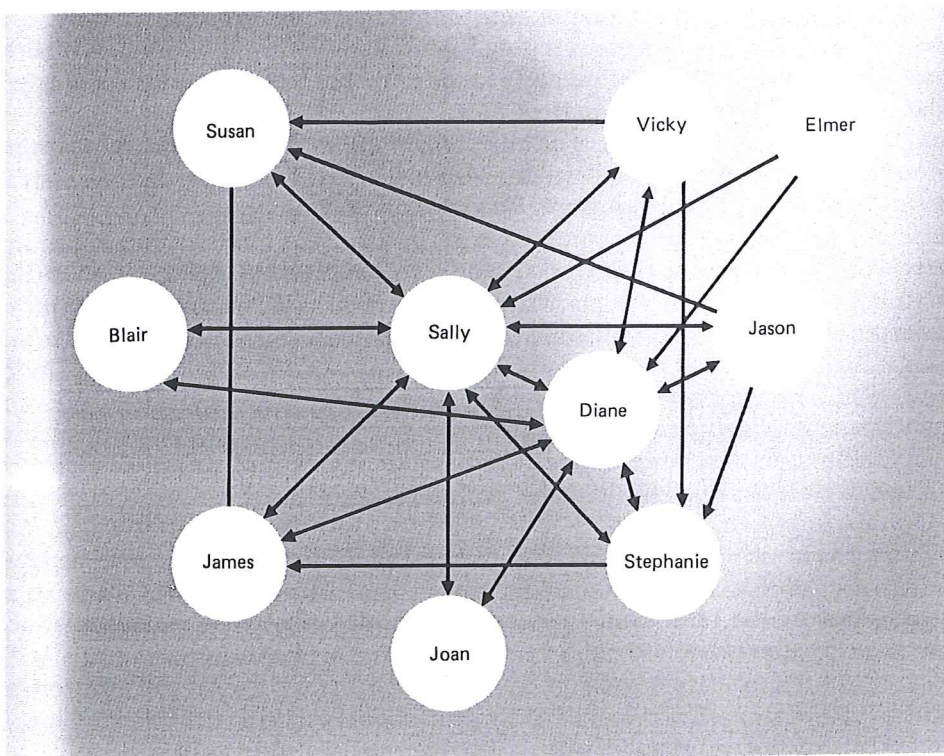 Susan
Vicky
Elmer
Blair
Sally
Jason
Diane
James
Stephanie
Joan